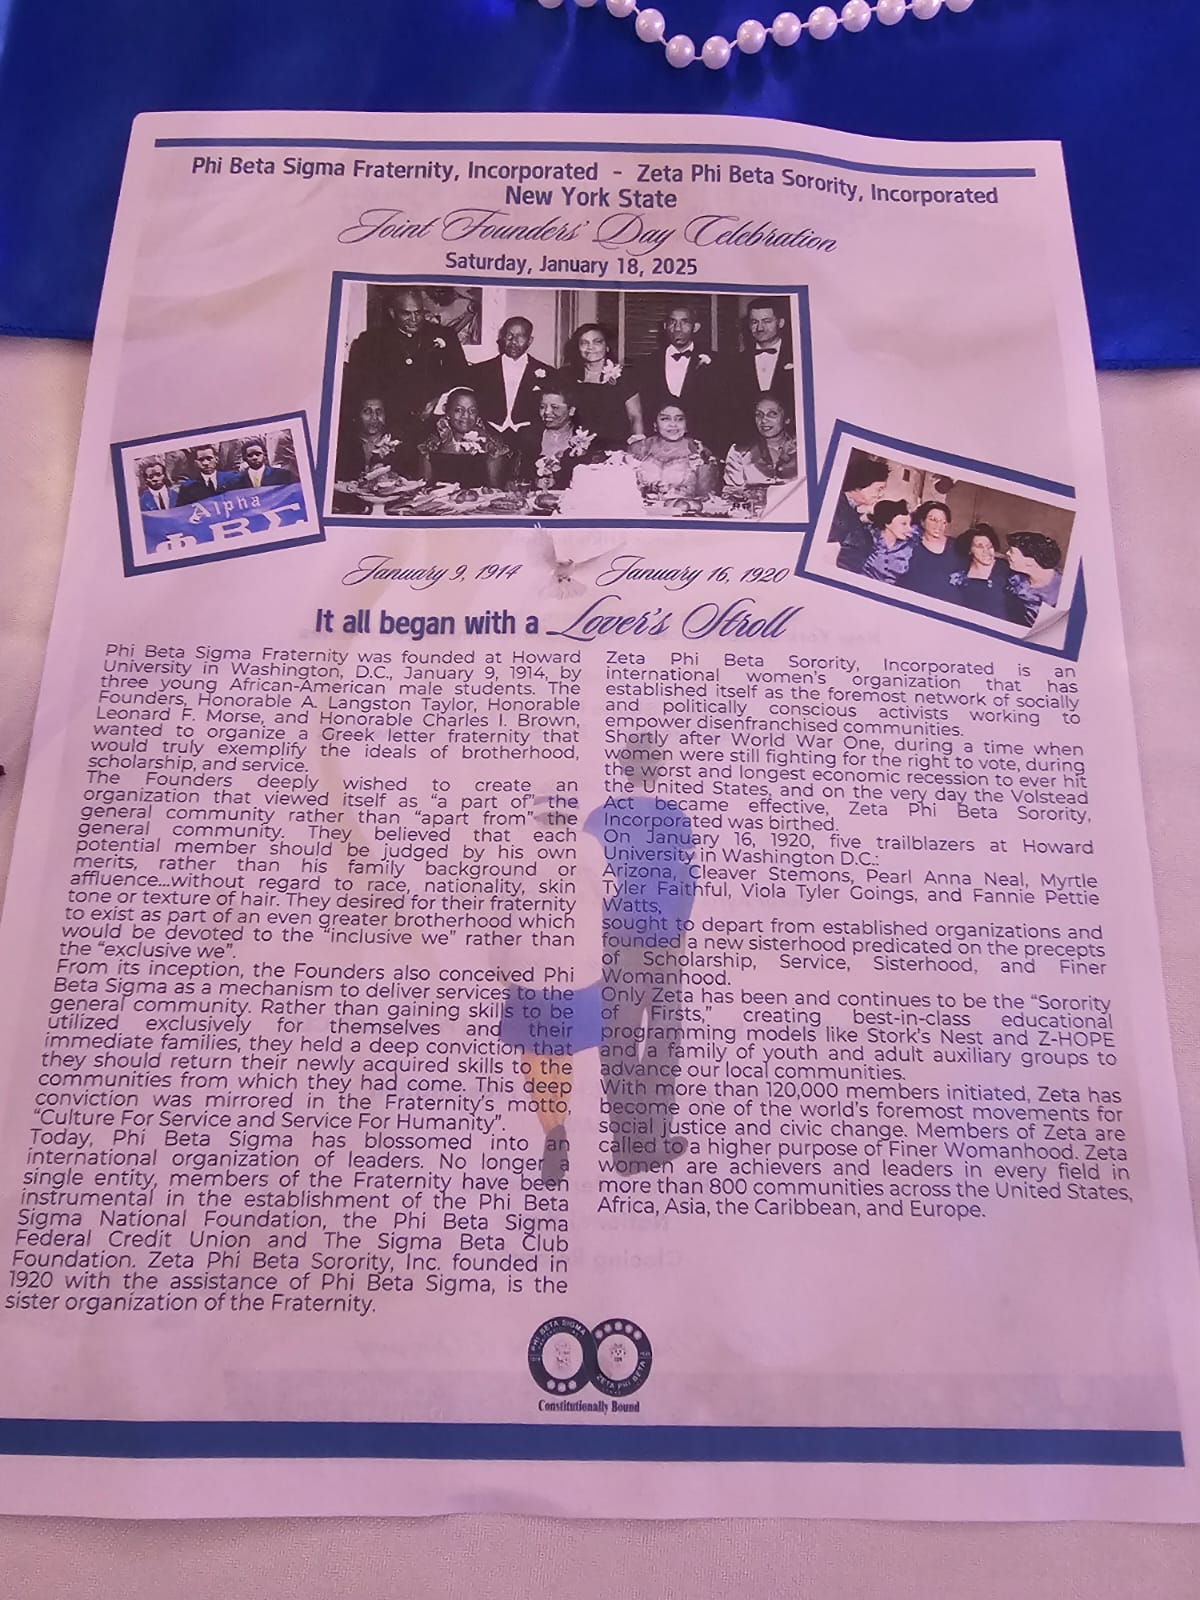 Phi Beta Sigma Fraternity, Incorporated - Zeta Phi Beta Sorority, Incorporated
New York State
Joint Founders' Day Celebration
Saturday, January 18, 2025
Alpha
ΦΒΣ
January 9, 1914
January 16, 1920
It all began with a Lover's Stroll
Phi Beta Sigma Fraternity was founded at Howard
University in Washington, D.C., January 9, 1914, by
three young African-American male students. The
Founders, Honorable A. Langston Taylor, Honorable
Leonard F. Morse, and Honorable Charles I. Brown,
wanted to organize a Greek letter fraternity that
would truly exemplify the ideals of brotherhood,
scholarship, and service.
The Founders deeply wished to create an
organization that viewed itself as “a part of” the
general community rather than “apart from” the
general community. They believed that each
potential member should be judged by his own
merits, rather than his family background or
affluence...without regard to race, nationality, skin
tone or texture of hair. They desired for their fraternity
to exist as part of an even greater brotherhood which
would be devoted to the “inclusive we” rather than
the “exclusive we”.
From its inception, the Founders also conceived Phi
Beta Sigma as a mechanism to deliver services to the
general community. Rather than gaining skills to be
utilized exclusively for themselves and their
immediate families, they held a deep conviction that
they should return their newly acquired skills to the
communities from which they had come. This deep
conviction was mirrored in the Fraternity's, motto,
“Culture For Service and Service For Humanity”.
Today, Phi Beta Sigma has blossomed into an
international organization of leaders. No longer a
single entity, members of the Fraternity have been
instrumental in the establishment of the Phi Beta
Sigma National Foundation, the Phi Beta Sigma
Federal Credit Union and The Sigma Beta Club
Foundation. Zeta Phi Beta Sorority, Inc. founded in
1920 with the assistance of Phi Beta Sigma, is the
sister organization of the Fraternity.
Zeta Phi Beta Sorority, Incorporated is an
international women's organization that has
established itself as the foremost network of socially
and politically conscious activists working to
empower disenfranchised communities.
Shortly after World War One, during a time when
women were still fighting for the right to vote, during
the worst and longest economic recession to ever hit
the United States, and on the very day the Volstead
Act became effective, Zeta Phi Beta Sorority,
Incorporated was birthed.
On January 16, 1920, five trailblazers at Howard
University in Washington D.C.:
Arizona, Cleaver Stemons, Pearl Anna Neal, Myrtle
Tyler Faithful, Viola Tyler Goings, and Fannie Pettie
Watts,
sought to depart from established organizations and
founded a new sisterhood predicated on the precepts
of Scholarship, Service, Sisterhood, and Finer
Womanhood.
Only Zeta has been and continues to be the “Sorority
of Firsts,” creating best-in-class educational
programming models like Stork's Nest and Z-HOPE
and a family of youth and adult auxiliary groups to
advance our local communities.
With more than 120,000 members initiated, Zeta has
become one of the world's foremost movements for
social justice and civic change. Members of Zeta are
called to a higher purpose of Finer Womanhood. Zeta
women are achievers and leaders in every field in
more than 800 communities across the United States,
Africa, Asia, the Caribbean, and Europe.
PHI BETA SIGMA
ZETA PHI BETA
Constitutionally Bound